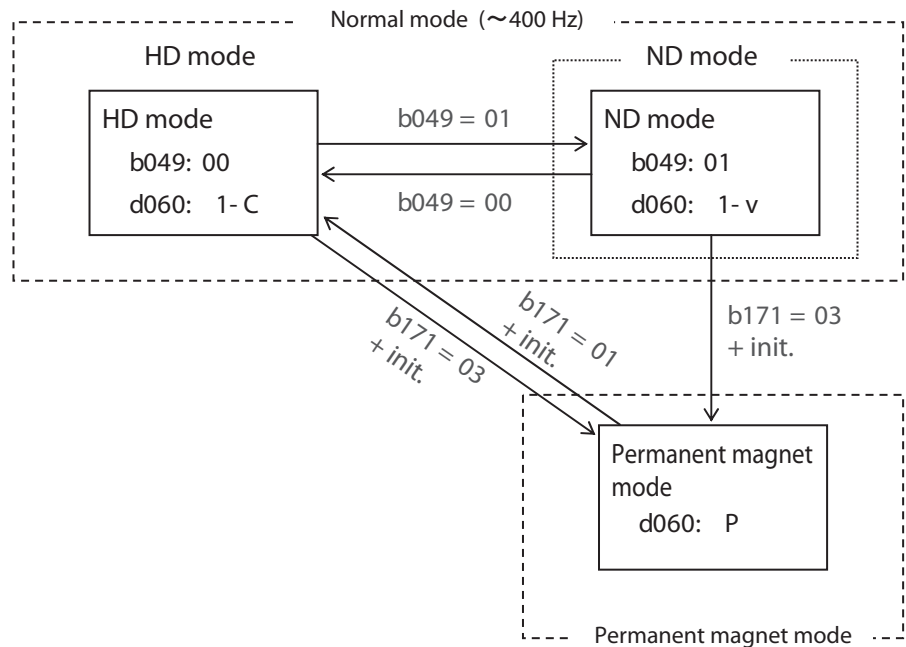 Normal mode (～400 Hz)
HD mode
ND mode
HD mode
b049: 00
d060: 1- C
b049 = 01
b049 = 00
ND mode
b049: 01
d060: 1- v
b171 = 03
+ init.
b171 = 01
+ init.
b171 = 03
+ init.
Permanent magnet
mode
d060: P
Permanent magnet mode